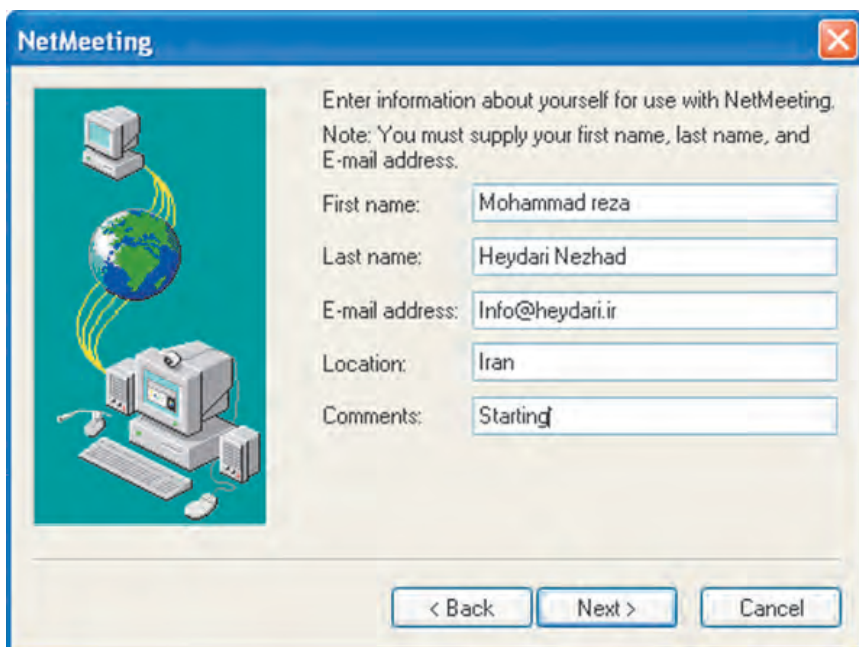 NetMeeting
Enter information about yourself for use with NetMeeting.
Note: You must supply your first name, last name, and
E-mail address.
First name: Mohammad reza
Last name: Heydari Nezhad
E-mail address: Info@heydari.ir
Location: Iran
Comments: Starting
< Back Next > Cancel